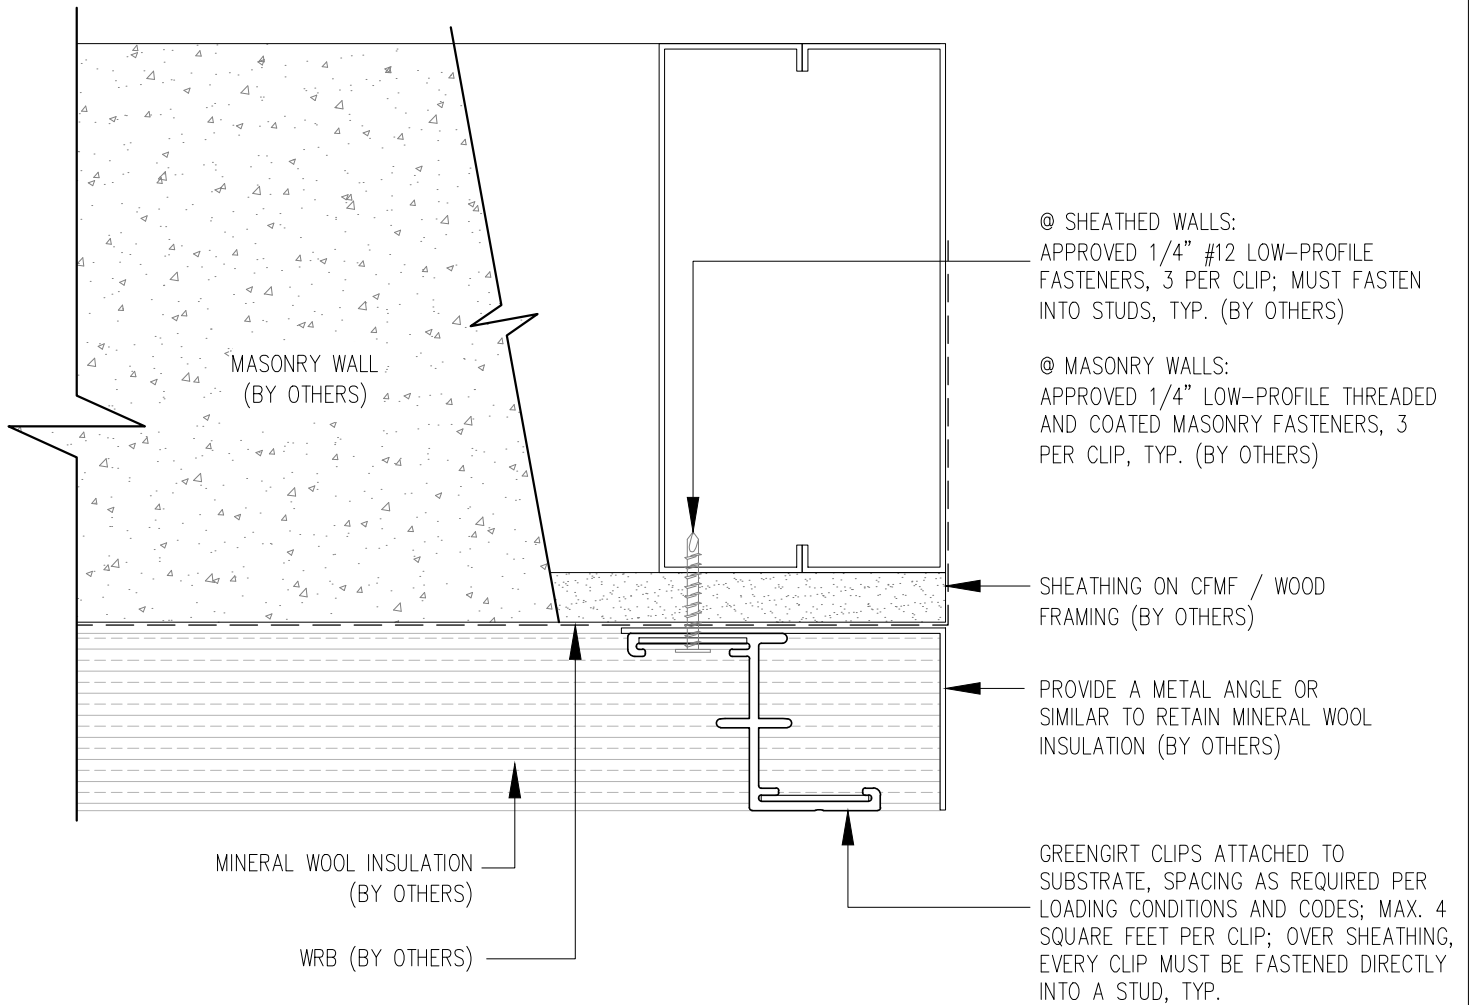 @ SHEATHED WALLS:
APPROVED 1/4" #12 LOW-PROFILE
FASTENERS, 3 PER CLIP; MUST FASTEN
INTO STUDS, TYP. (BY OTHERS)
@ MASONRY WALLS:
APPROVED 1/4" LOW-PROFILE THREADED
AND COATED MASONRY FASTENERS, 3
PER CLIP, TYP. (BY OTHERS)
MASONRY WALL
(BY OTHERS)
SHEATHING ON CFMF / WOOD
FRAMING (BY OTHERS)
PROVIDE A METAL ANGLE OR
SIMILAR TO RETAIN MINERAL WOOL
INSULATION (BY OTHERS)
MINERAL WOOL INSULATION
(BY OTHERS)
WRB (BY OTHERS)
GREENGIRT CLIPS ATTACHED TO
SUBSTRATE, SPACING AS REQUIRED PER
LOADING CONDITIONS AND CODES; MAX. 4
SQUARE FEET PER CLIP; OVER SHEATHING,
EVERY CLIP MUST BE FASTENED DIRECTLY
INTO A STUD, TYP.